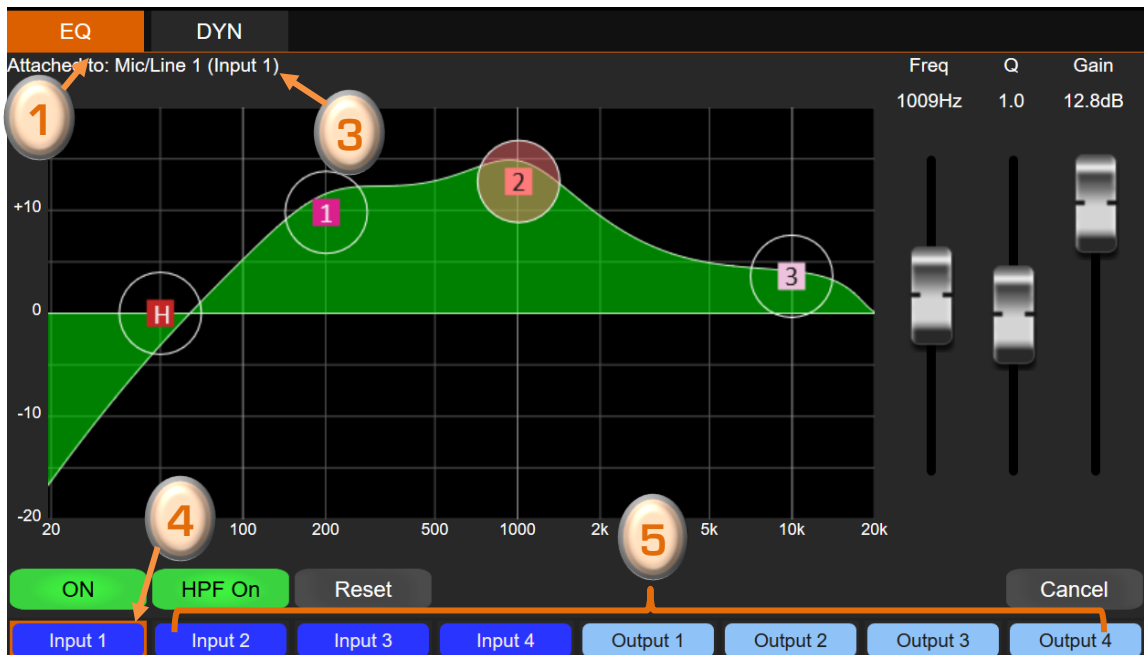 EQ DYN
Attached to: Mic/Line 1 (Input 1)
Freq Q Gain
1009Hz 1.0 12.8dB
1
3
2
+10
1
3
0
H
-10
-20
20 100 200 500 1000 2k 5k 10k 20k
4
5
ON HPF On Reset Cancel
Input 1 Input 2 Input 3 Input 4 Output 1 Output 2 Output 3 Output 4